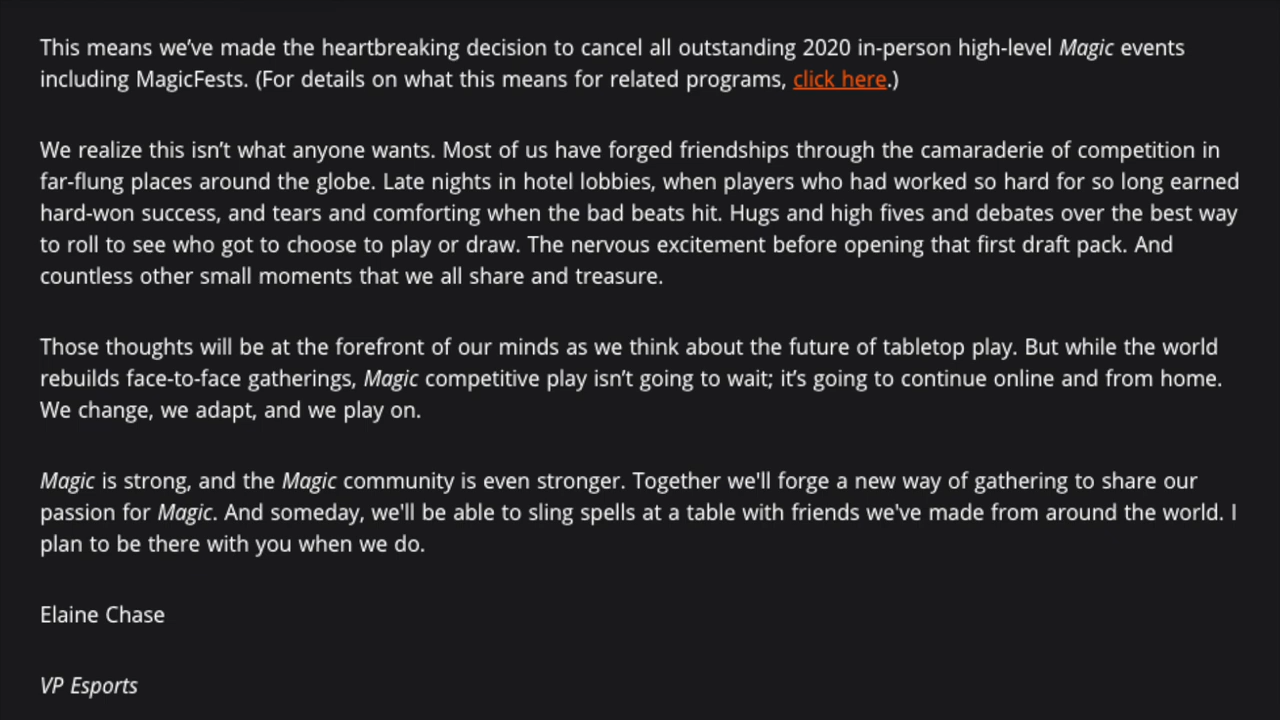 This means we’ve made the heartbreaking decision to cancel all outstanding 2020 in-person high-level Magic events
including MagicFests. (For details on what this means for related programs, click here.)
We realize this isn’t what anyone wants. Most of us have forged friendships through the camaraderie of competition in
far-flung places around the globe. Late nights in hotel lobbies, when players who had worked so hard for so long earned
hard-won success, and tears and comforting when the bad beats hit. Hugs and high fives and debates over the best way
to roll to see who got to choose to play or draw. The nervous excitement before opening that first draft pack. And
countless other small moments that we all share and treasure.
Those thoughts will be at the forefront of our minds as we think about the future of tabletop play. But while the world
rebuilds face-to-face gatherings, Magic competitive play isn’t going to wait; it’s going to continue online and from home.
We change, we adapt, and we play on.
Magic is strong, and the Magic community is even stronger. Together we'll forge a new way of gathering to share our
passion for Magic. And someday, we'll be able to sling spells at a table with friends we've made from around the world. I
plan to be there with you when we do.
Elaine Chase
VP Esports